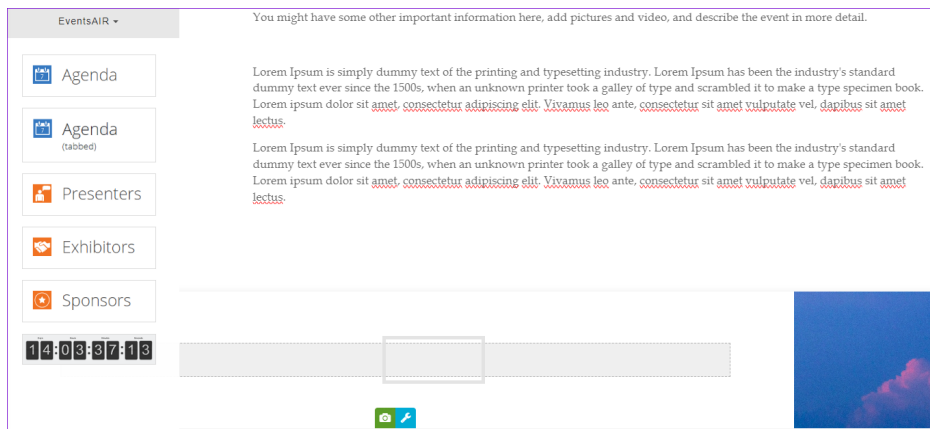 EventsAIR
Agenda
Agenda
(tabbed)
Presenters
Exhibitors
Sponsors
14:03:37:13
You might have some other important information here, add pictures and video, and describe the event in more detail.
Lorem Ipsum is simply dummy text of the printing and typesetting industry. Lorem Ipsum has been the industry's standard
dummy text ever since the 1500s, when an unknown printer took a galley of type and scrambled it to make a type specimen book.
Lorem ipsum dolor sit amet, consectetur adipiscing elit. Vivamus leo ante, consectetur sit amet vulputate vel, dapibus sit amet
lectus.
Lorem Ipsum is simply dummy text of the printing and typesetting industry. Lorem Ipsum has been the industry's standard
dummy text ever since the 1500s, when an unknown printer took a galley of type and scrambled it to make a type specimen book.
Lorem ipsum dolor sit amet, consectetur adipiscing elit. Vivamus leo ante, consectetur sit amet vulputate vel, dapibus sit amet
lectus.